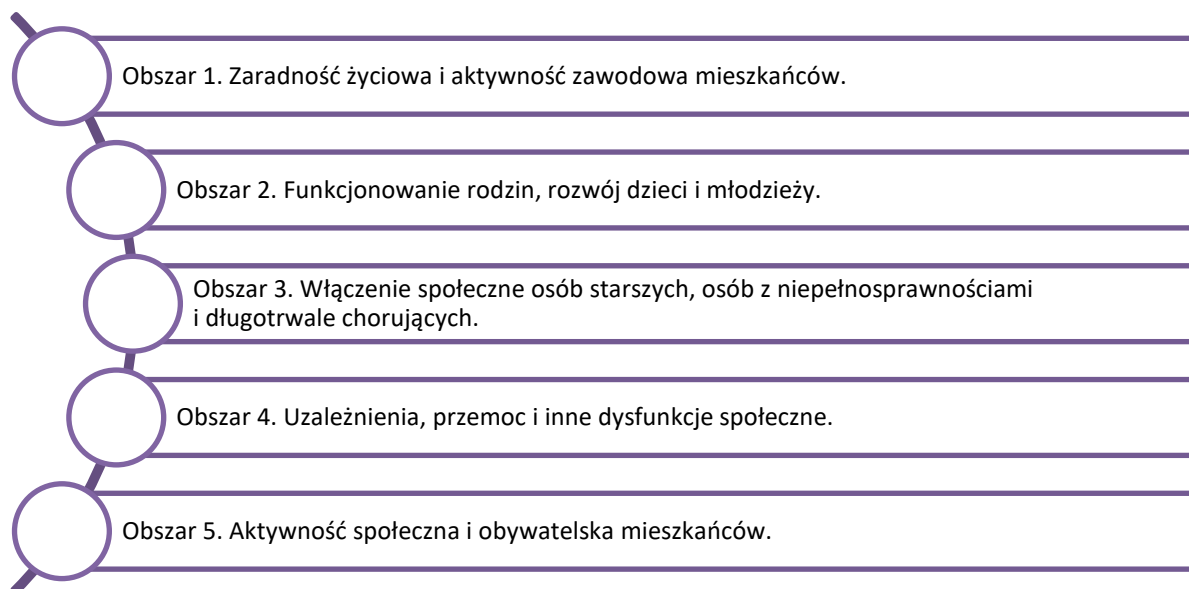 Obszar 1. Zaradność życiowa i aktywność zawodowa mieszkańców.
Obszar 2. Funkcjonowanie rodzin, rozwój dzieci i młodzieży.
Obszar 3. Włączenie społeczne osób starszych, osób z niepełnosprawnościami
i długotrwale chorujących.
Obszar 4. Uzależnienia, przemoc i inne dysfunkcje społeczne.
Obszar 5. Aktywność społeczna i obywatelska mieszkańców.